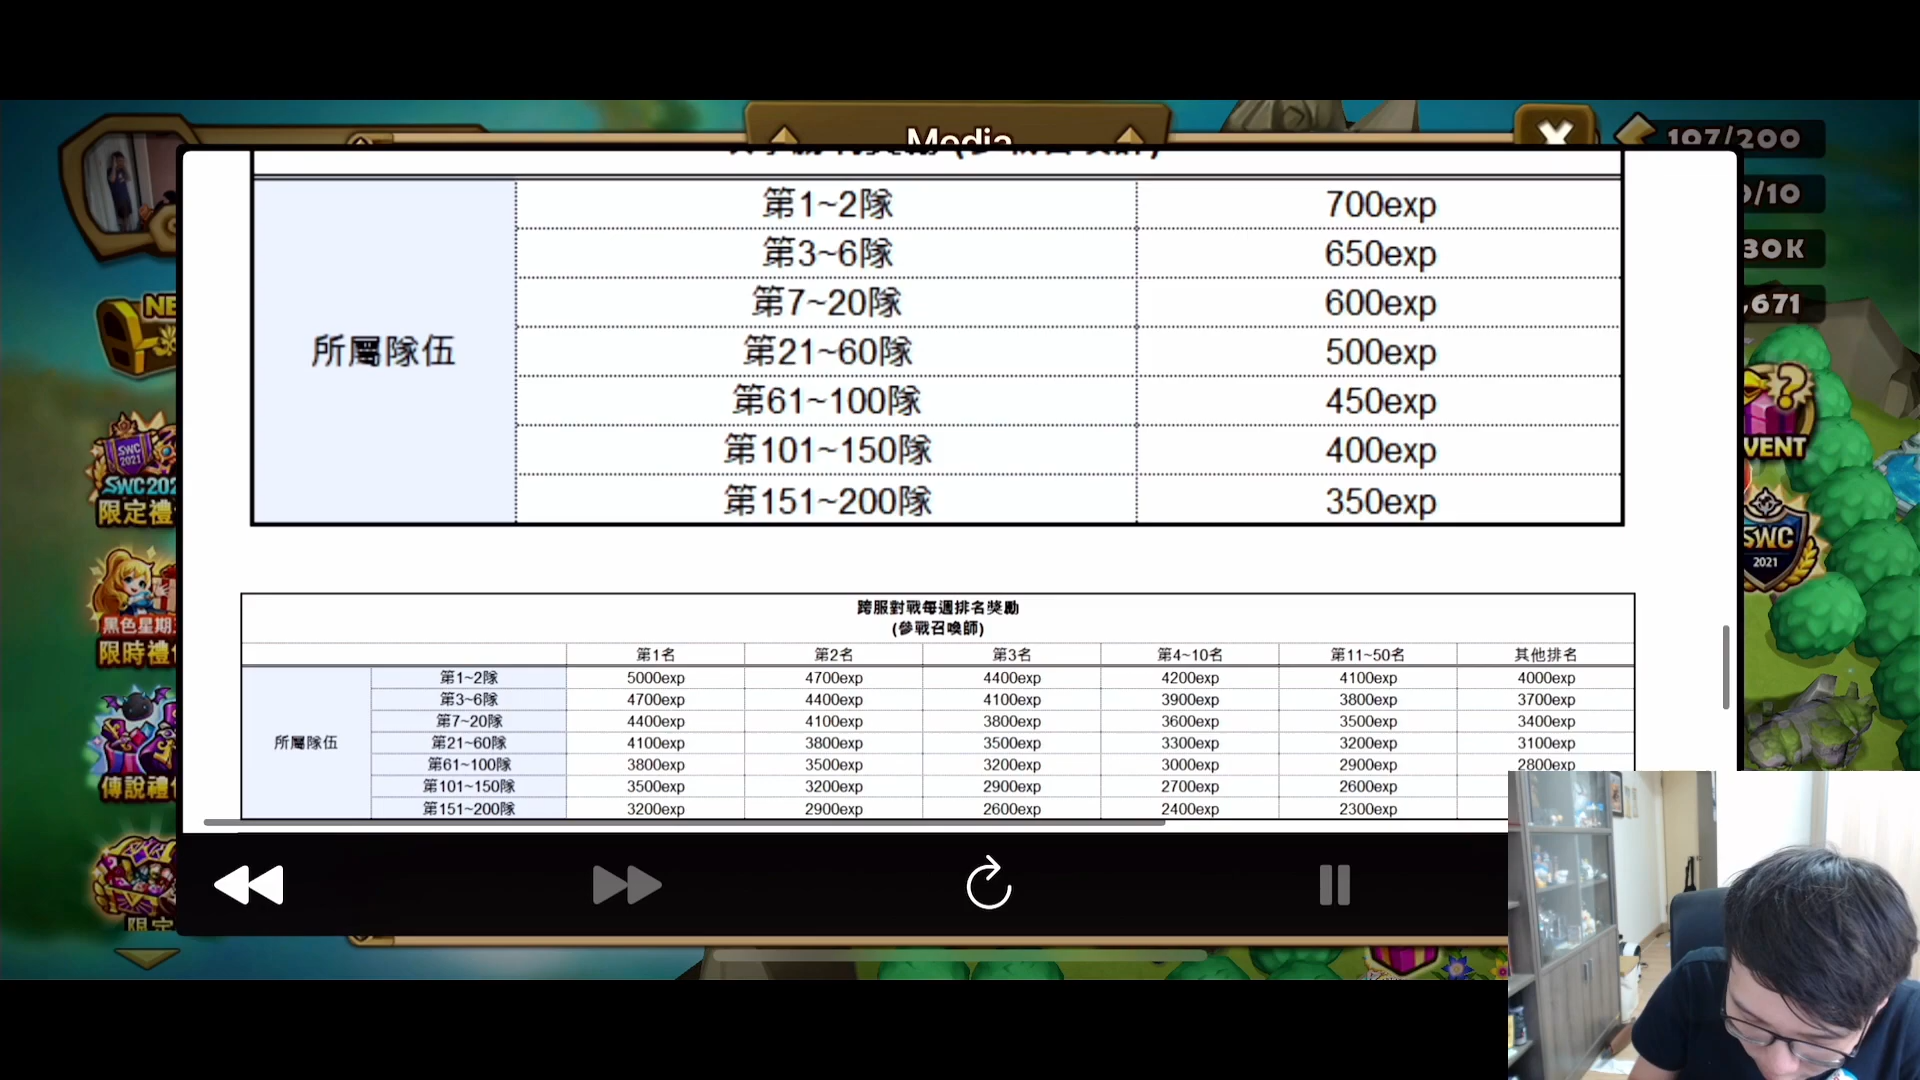 Media
107/200
0/10
30K
,671
第1~2隊 700exp
第3~6隊 650exp
第7~20隊 600exp
所屬隊伍 第21~60隊 500exp
第61~100隊 450exp
第101~150隊 400exp
第151~200隊 350exp
跨服對戰每週排名獎勵
(參戰召喚師)
第1名 第2名 第3名 第4~10名 第11~50名 其他排名
第1~2隊 5000exp 4700exp 4400exp 4200exp 4100exp 4000exp
第3~6隊 4700exp 4400exp 4100exp 3900exp 3800exp 3700exp
第7~20隊 4400exp 4100exp 3800exp 3600exp 3500exp 3400exp
所屬隊伍 第21~60隊 4100exp 3800exp 3500exp 3300exp 3200exp 3100exp
第61~100隊 3800exp 3500exp 3200exp 3000exp 2900exp 2800exp
第101~150隊 3500exp 3200exp 2900exp 2700exp 2600exp
第151~200隊 3200exp 2900exp 2600exp 2400exp 2300exp
NE
SWC
2021
SWC202
限定禮
黑色星期
限時禮
傳說禮
限定
VENT
SWC
2021